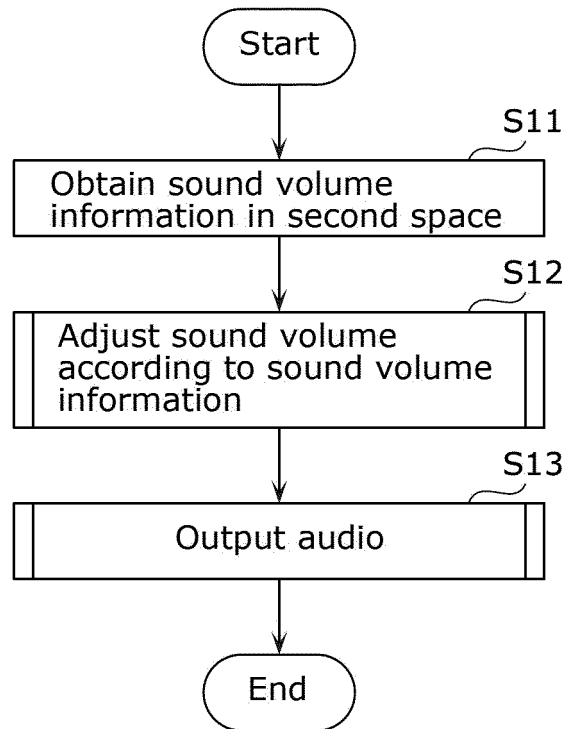 Start
S11
Obtain sound volume
information in second space
S12
Adjust sound volume
according to sound volume
information
S13
Output audio
End